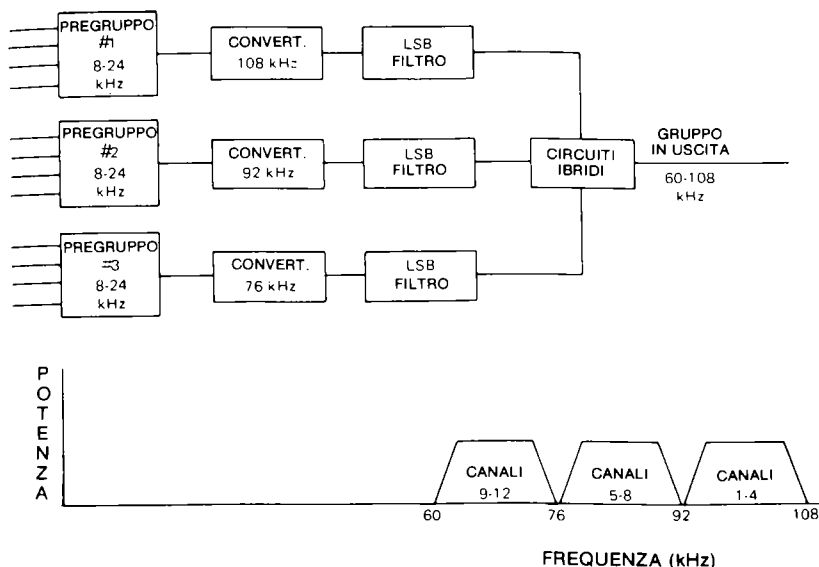 PREGRUPPO
#1
8-24
kHz
CONVERT.
108 kHz
LSB
FILTRO
PREGRUPPO
#2
8-24
kHz
CONVERT.
92 kHz
LSB
FILTRO
CIRCUITI
IBRIDI
GRUPPO
IN USCITA
60-108
kHz
PREGRUPPO
#3
8-24
kHz
CONVERT.
76 kHz
LSB
FILTRO
POTENZA
CANALI
9-12
CANALI
5-8
CANALI
1-4
60 76 92 108
FREQUENZA (kHz)